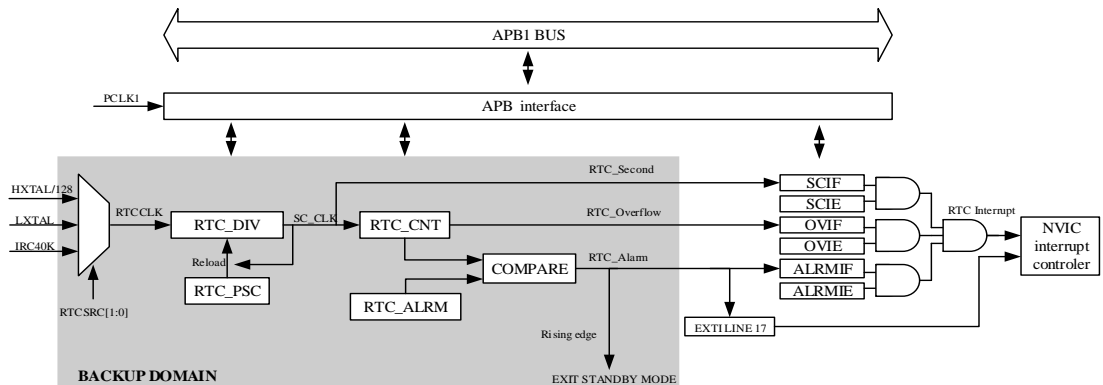 APB1 BUS
PCLK1
APB interface
HXTAL/128
LXTAL
IRC40K
RTCCLK
RTC_DIV
SC_CLK
RTC_CNT
RTC_Second
RTC_Overflow
RTC_Alarm
Reload
RTC_PSC
RTCSRC[1:0]
RTC_ALRM
COMPARE
Rising edge
EXIT STANDBY MODE
BACKUP DOMAIN
SCIF
SCIE
OVIF
OVIE
ALRMIF
ALRMIE
EXTI LINE 17
RTC Interrupt
NVIC
interrupt
controler